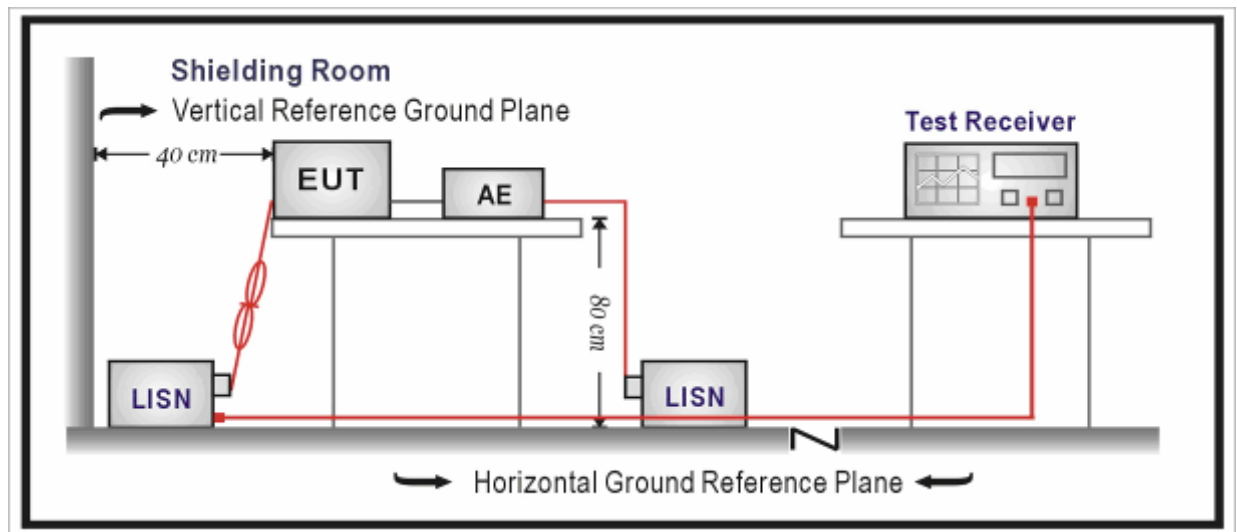 Shielding Room
Vertical Reference Ground Plane
Test Receiver
40 cm
EUT
AE
80 cm
LISN
LISN
Horizontal Ground Reference Plane